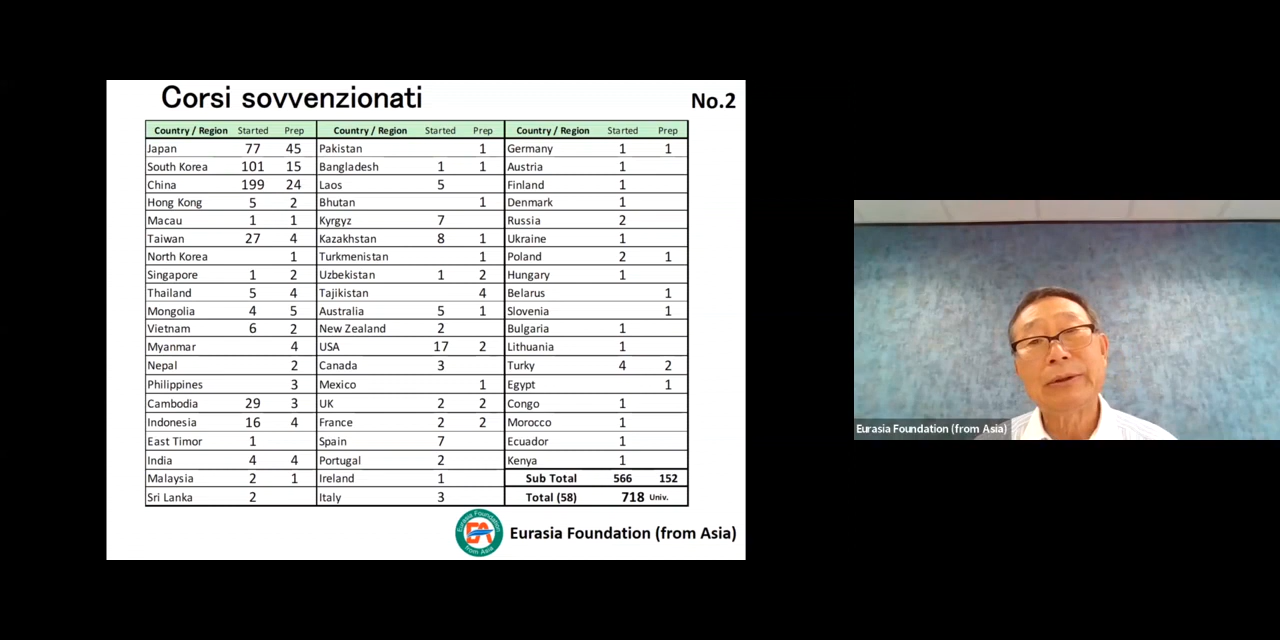 Corsi sovvenzionati
No.2
Country / Region Started Prep Country / Region Started Prep Country / Region Started Prep
Japan 77 45 Pakistan 1 Germany 1 1
South Korea 101 15 Bangladesh 1 1 Austria 1
China 199 24 Laos 5 Finland 1
Hong Kong 5 2 Bhutan 1 Denmark 1
Macau 1 1 Kyrgyz 7 Russia 2
Taiwan 27 4 Kazakhstan 8 1 Ukraine 1
North Korea 1 Turkmenistan 1 Poland 2 1
Singapore 1 2 Uzbekistan 1 2 Hungary 1
Thailand 5 4 Tajikistan 4 Belarus 1
Mongolia 4 5 Australia 5 1 Slovenia 1
Vietnam 6 2 New Zealand 2 Bulgaria 1
Myanmar 4 USA 17 2 Lithuania 1
Nepal 2 Canada 3 Turky 4 2
Philippines 3 Mexico 1 Egypt 1
Cambodia 29 3 UK 2 2 Congo 1
Indonesia 16 4 France 2 2 Morocco 1
East Timor 1 Spain 7 Ecuador 1
India 4 4 Portugal 2 Kenya 1
Malaysia 2 1 Ireland 1 Sub Total 566 152
Sri Lanka 2 Italy 3 Total (58) 718 Univ.
Eurasia Foundation
EA
from Asia
Eurasia Foundation (from Asia)
Eurasia Foundation (from Asia)